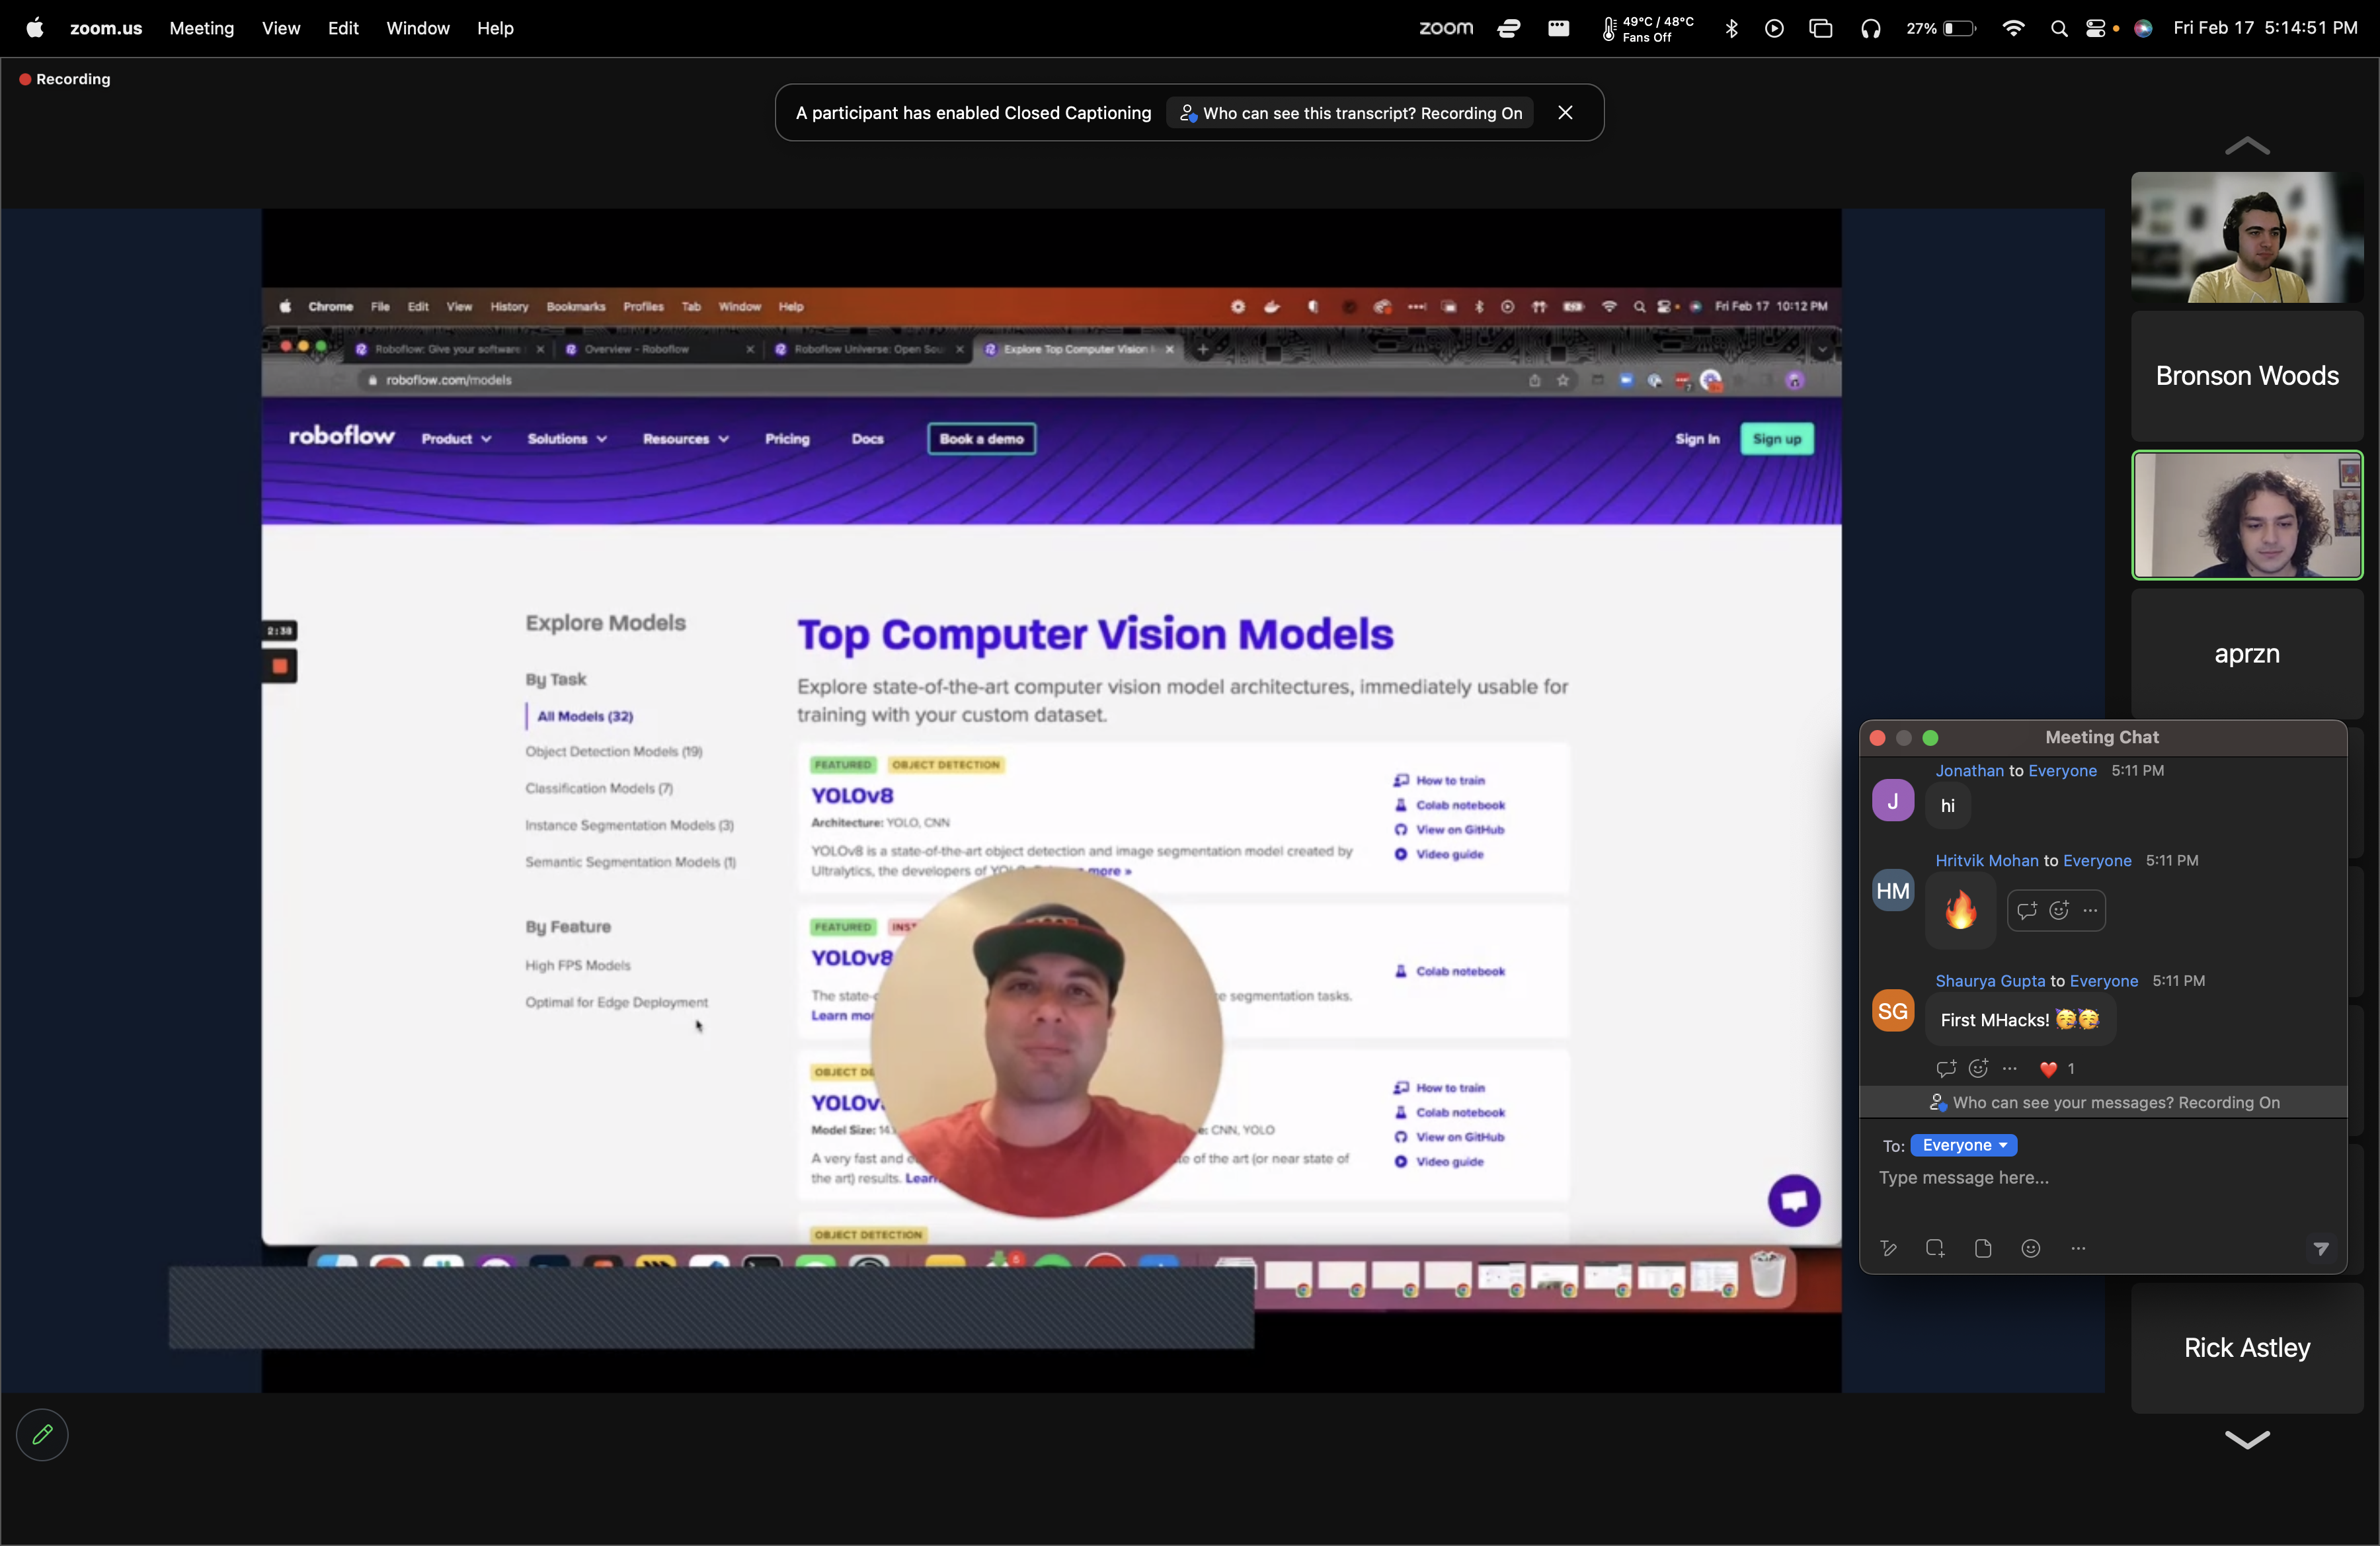 zoom.us Meeting View Edit Window Help
zoom 49°C / 48°C Fans Off 27% Fri Feb 17 5:14:51 PM
Recording
A participant has enabled Closed Captioning Who can see this transcript? Recording On
Chrome File Edit View History Bookmarks Profiles Tab Window Help Fri Feb 17 10:12 PM
Roboflow: Give your software Overview - Roboflow Roboflow Universe: Open Sou Explore Top Computer Vision
roboflow.com/models
roboflow Product Solutions Resources Pricing Docs Book a demo Sign In Sign up
2:38
Explore Models
By Task
All Models (32)
Object Detection Models (19)
Classification Models (7)
Instance Segmentation Models (3)
Semantic Segmentation Models (1)
By Feature
High FPS Models
Optimal for Edge Deployment
Top Computer Vision Models
Explore state-of-the-art computer vision model architectures, immediately usable for
training with your custom dataset.
FEATURED OBJECT DETECTION
YOLOv8
Architecture: YOLO, CNN
YOLOv8 is a state-of-the-art object detection and image segmentation model created by
Ultralytics, the developers of YOL more »
How to train
Colab notebook
View on GitHub
Video guide
FEATURED INST
YOLOv8
The state-o e segmentation tasks.
Learn mo
Colab notebook
OBJECT DE
YOLOv
Model Size: 14. CNN, YOLO
A very fast and te of the art (or near state of
the art) results. Lear
How to train
Colab notebook
View on GitHub
Video guide
OBJECT DETECTION
5
Bronson Woods
aprzn
Meeting Chat
Jonathan to Everyone 5:11 PM
J
hi
Hritvik Mohan to Everyone 5:11 PM
HM
🔥
Shaurya Gupta to Everyone 5:11 PM
SG
First MHacks! 🥳🥳
❤️ 1
Who can see your messages? Recording On
To: Everyone
Type message here...
Rick Astley